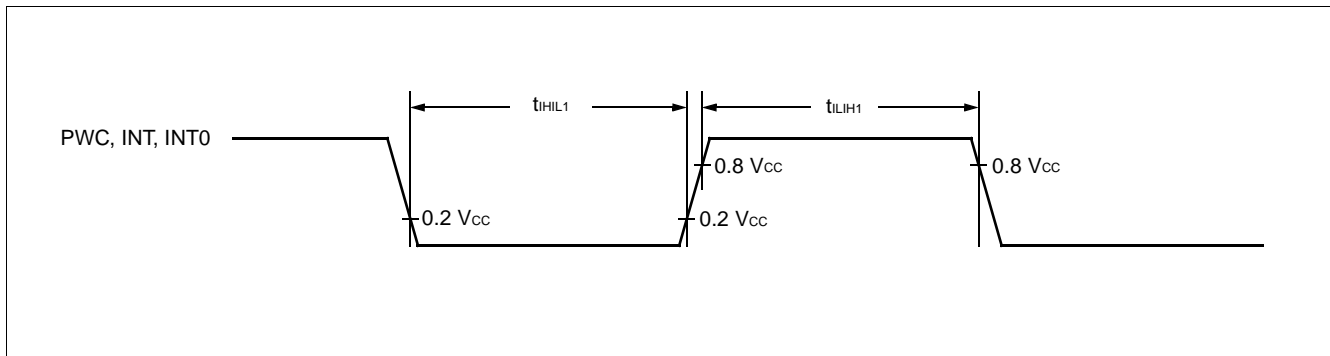 tIHIL1
tILIH1
PWC, INT, INT0
0.8 VCC
0.8 VCC
0.2 VCC
0.2 VCC